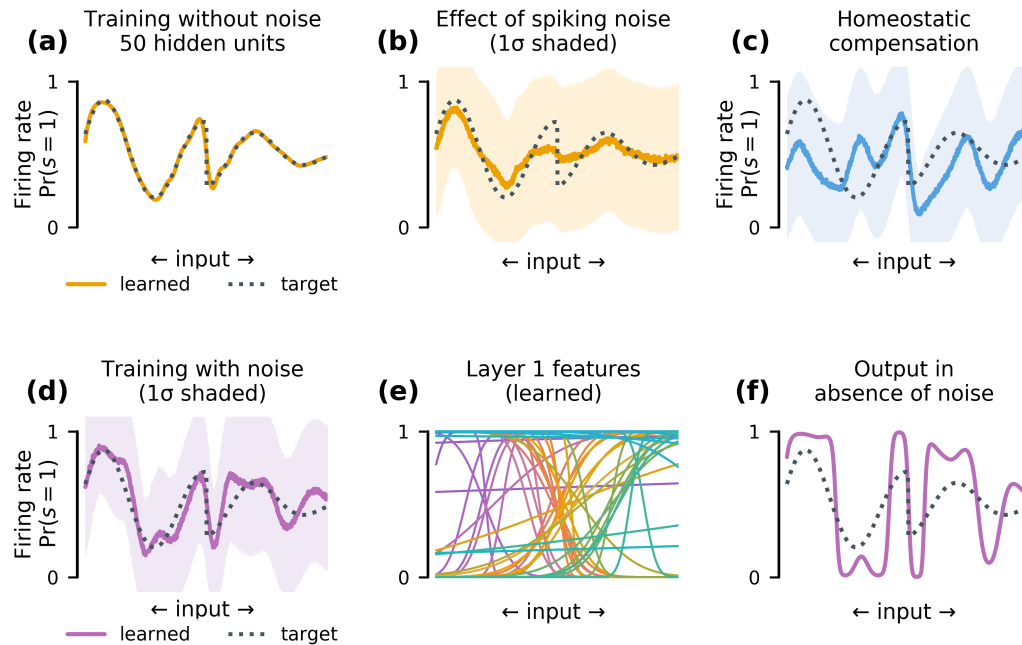 (a)
Training without noise
50 hidden units
Firing rate
Pr(s = 1)
1
0
← input →
learned
target
(b)
Effect of spiking noise
(1σ shaded)
1
0
← input →
(c)
Homeostatic
compensation
Firing rate
Pr(s = 1)
1
0
← input →
(d)
Training with noise
(1σ shaded)
Firing rate
Pr(s = 1)
1
0
← input →
learned
target
(e)
Layer 1 features
(learned)
1
0
← input →
(f)
Output in
absence of noise
1
0
← input →